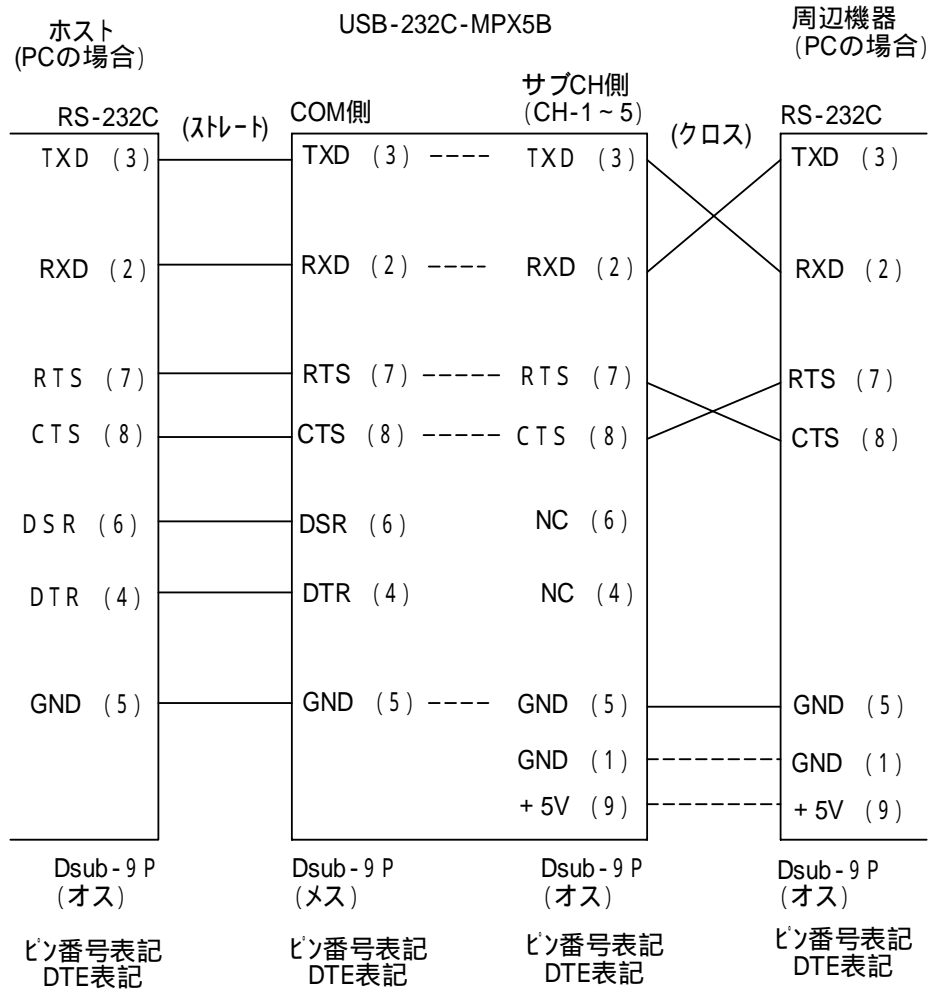 ホスト
(PCの場合)
USB-232C-MPX5B
周辺機器
(PCの場合)
RS-232C
(ストレート)
COM側
サブCH側
(CH-1~5)
(クロス)
RS-232C
TXD (3)
TXD (3)
TXD (3)
TXD (3)
RXD (2)
RXD (2)
RXD (2)
RXD (2)
RTS (7)
RTS (7)
RTS (7)
RTS (7)
CTS (8)
CTS (8)
CTS (8)
CTS (8)
DSR (6)
DSR (6)
NC (6)
DTR (4)
DTR (4)
NC (4)
GND (5)
GND (5)
GND (5)
GND (5)
GND (1)
GND (1)
+5V (9)
+5V (9)
Dsub-9P
(オス)
Dsub-9P
(メス)
Dsub-9P
(オス)
Dsub-9P
(オス)
ピン番号表記
DTE表記
ピン番号表記
DTE表記
ピン番号表記
DTE表記
ピン番号表記
DTE表記